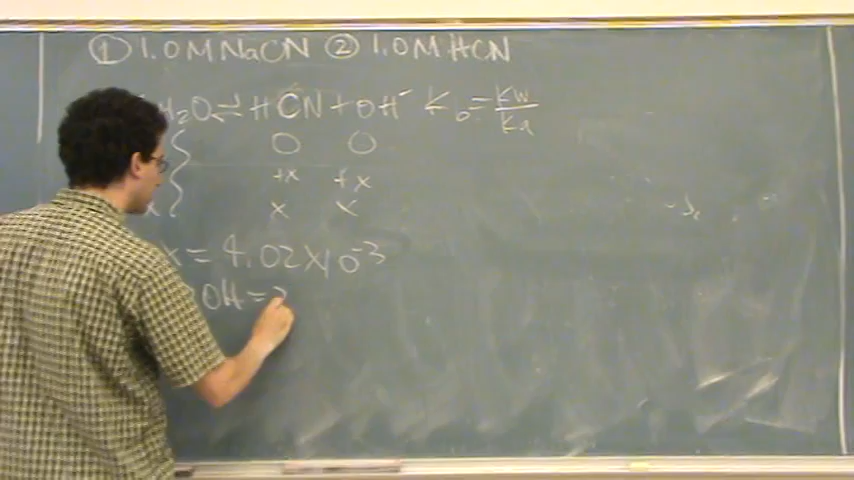 ① 1.0 M NaCN ② 1.0 M HCN
H₂O ⇌ HCN + OH⁻ K_b = Kw/Ka
0 0
+x +x
x x
x = 4.02 x 10⁻³
OH =